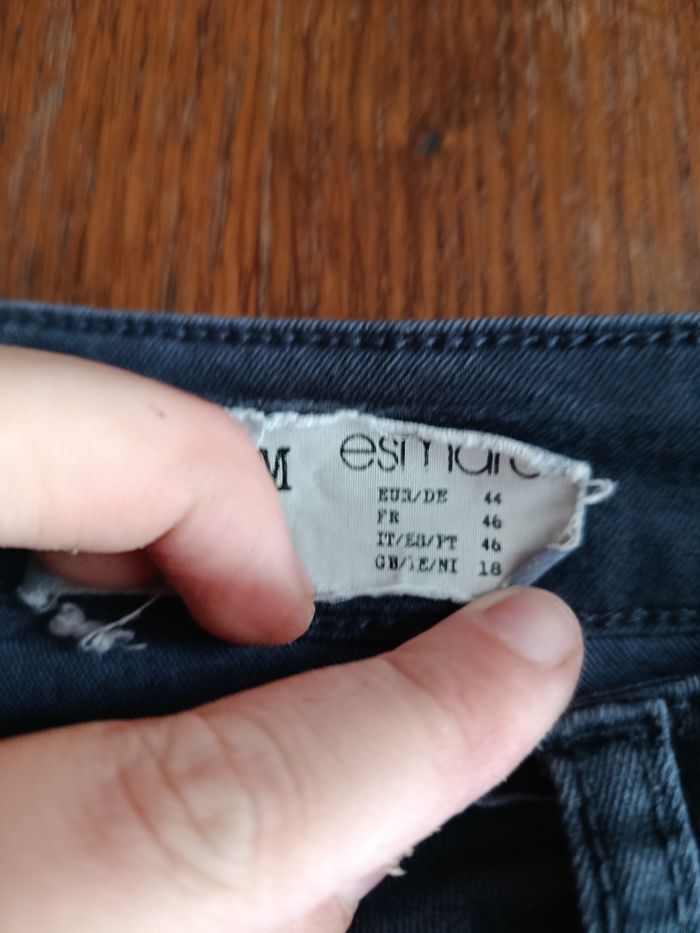 M
esmara
EUR/DE 44
FR 46
IT/ES/PT 46
GB/IE/NI 18